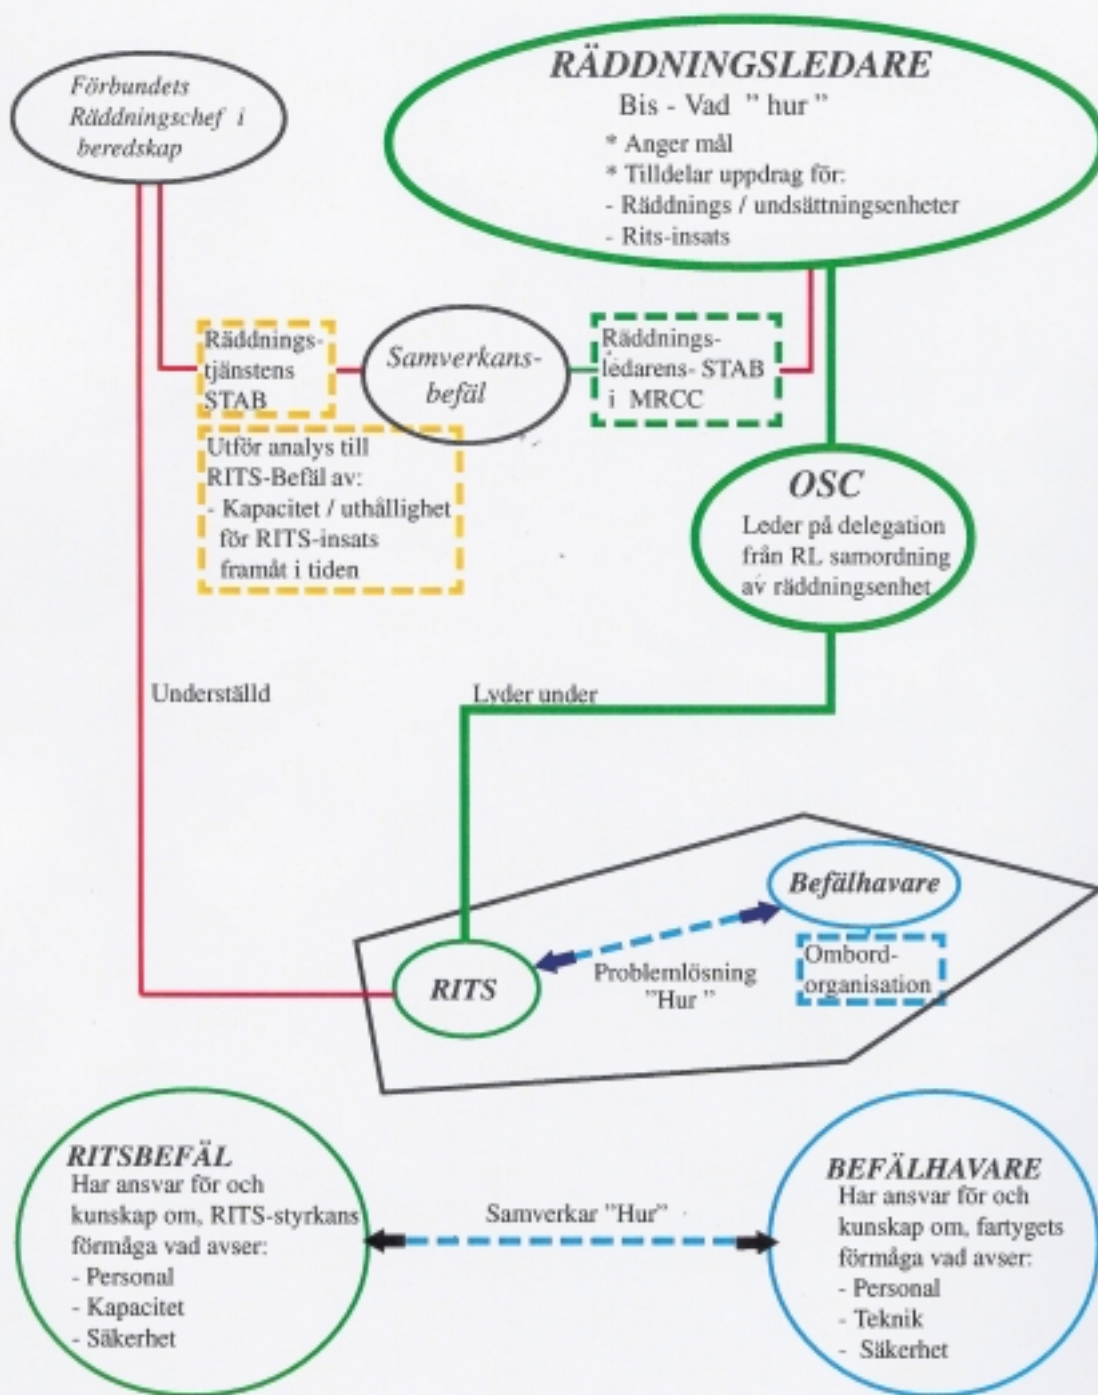 Förbundets
Räddningschef i
beredskap
RÄDDNINGSLEDARE
Bis - Vad " hur "
* Anger mål
* Tilldelar uppdrag för:
- Räddnings / undsättningsenheter
- Rits-insats
Räddnings-
tjänstens
STAB
Samverkans-
befäl
Räddnings-
ledarens- STAB
i MRCC
Utför analys till
RITS-Befäl av:
- Kapacitet / uthållighet
för RITS-insats
framåt i tiden
OSC
Leder på delegation
från RL samordning
av räddningsenhet
Underställd
Lyder under
Befälhavare
Ombord-
organisation
Problemlösning
"Hur "
RITS
RITSBEFÄL
Har ansvar för och
kunskap om, RITS-styrkans
förmåga vad avser:
- Personal
- Kapacitet
- Säkerhet
Samverkar "Hur"
BEFÄLHAVARE
Har ansvar för och
kunskap om, fartygets
förmåga vad avser:
- Personal
- Teknik
- Säkerhet